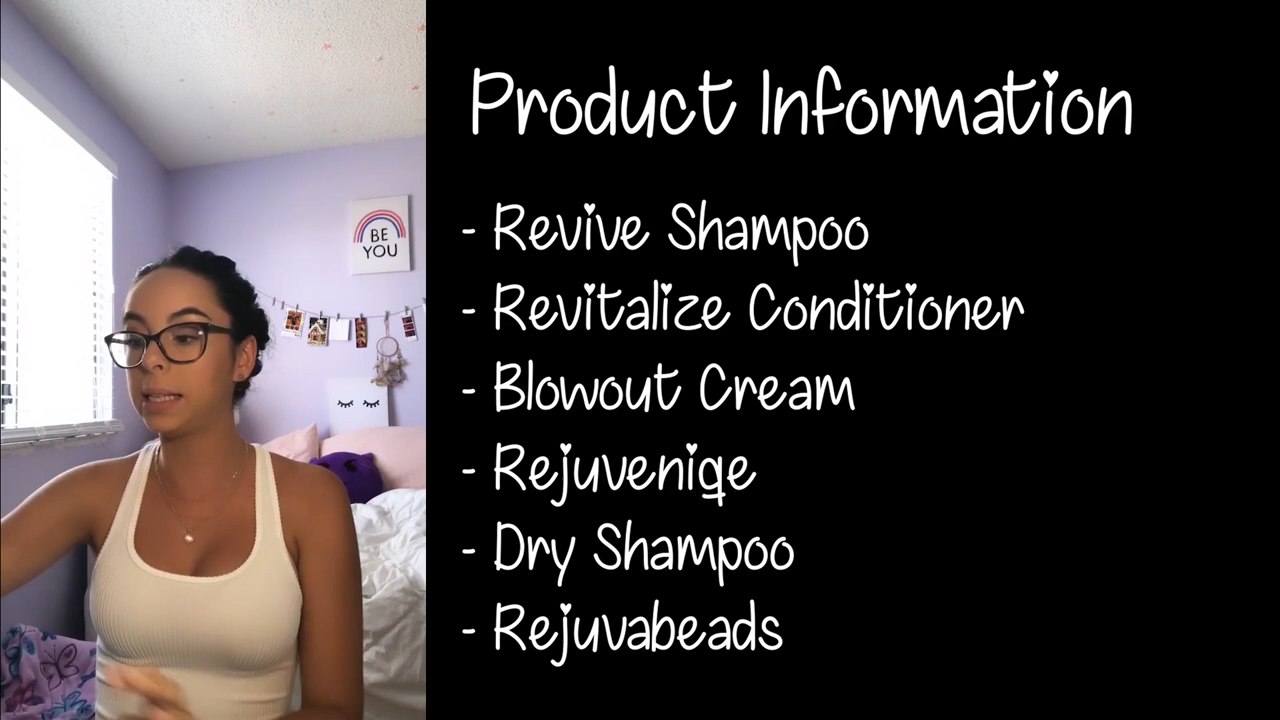 BE
YOU
Product Information
- Revive Shampoo
- Revitalize Conditioner
- Blowout Cream
- Rejuveniqe
- Dry Shampoo
- Rejuvabeads